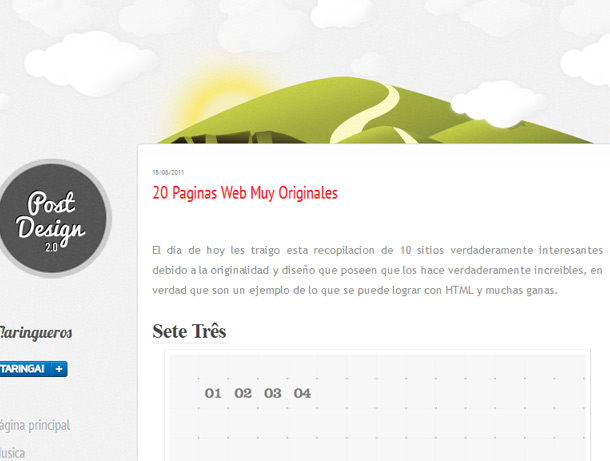 18/08/2011
20 Paginas Web Muy Originales
El dia de hoy les traigo esta recopilacion de 10 sitios verdaderamente interesantes
debido a la originalidad y diseño que poseen que los hace verdaderamente increibles, en
verdad que son un ejemplo de lo que se puede lograr con HTML y muchas ganas.
Post
Design
2.0
Sete Três
Taringueros
TARINGA! +
01 02 03 04
ágina principal
usica